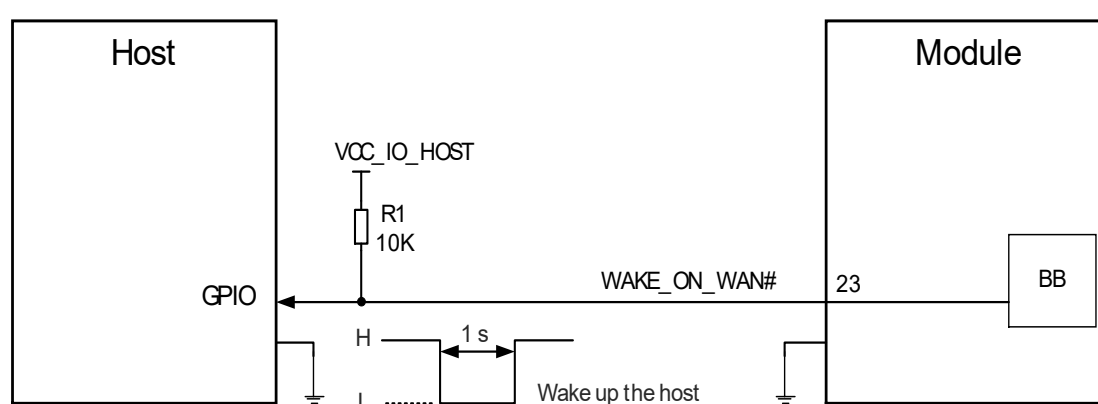 Host
Module
VCC_IO_HOST
R1
10K
GPIO
WAKE_ON_WAN#
23
BB
H
1 s
L
Wake up the host